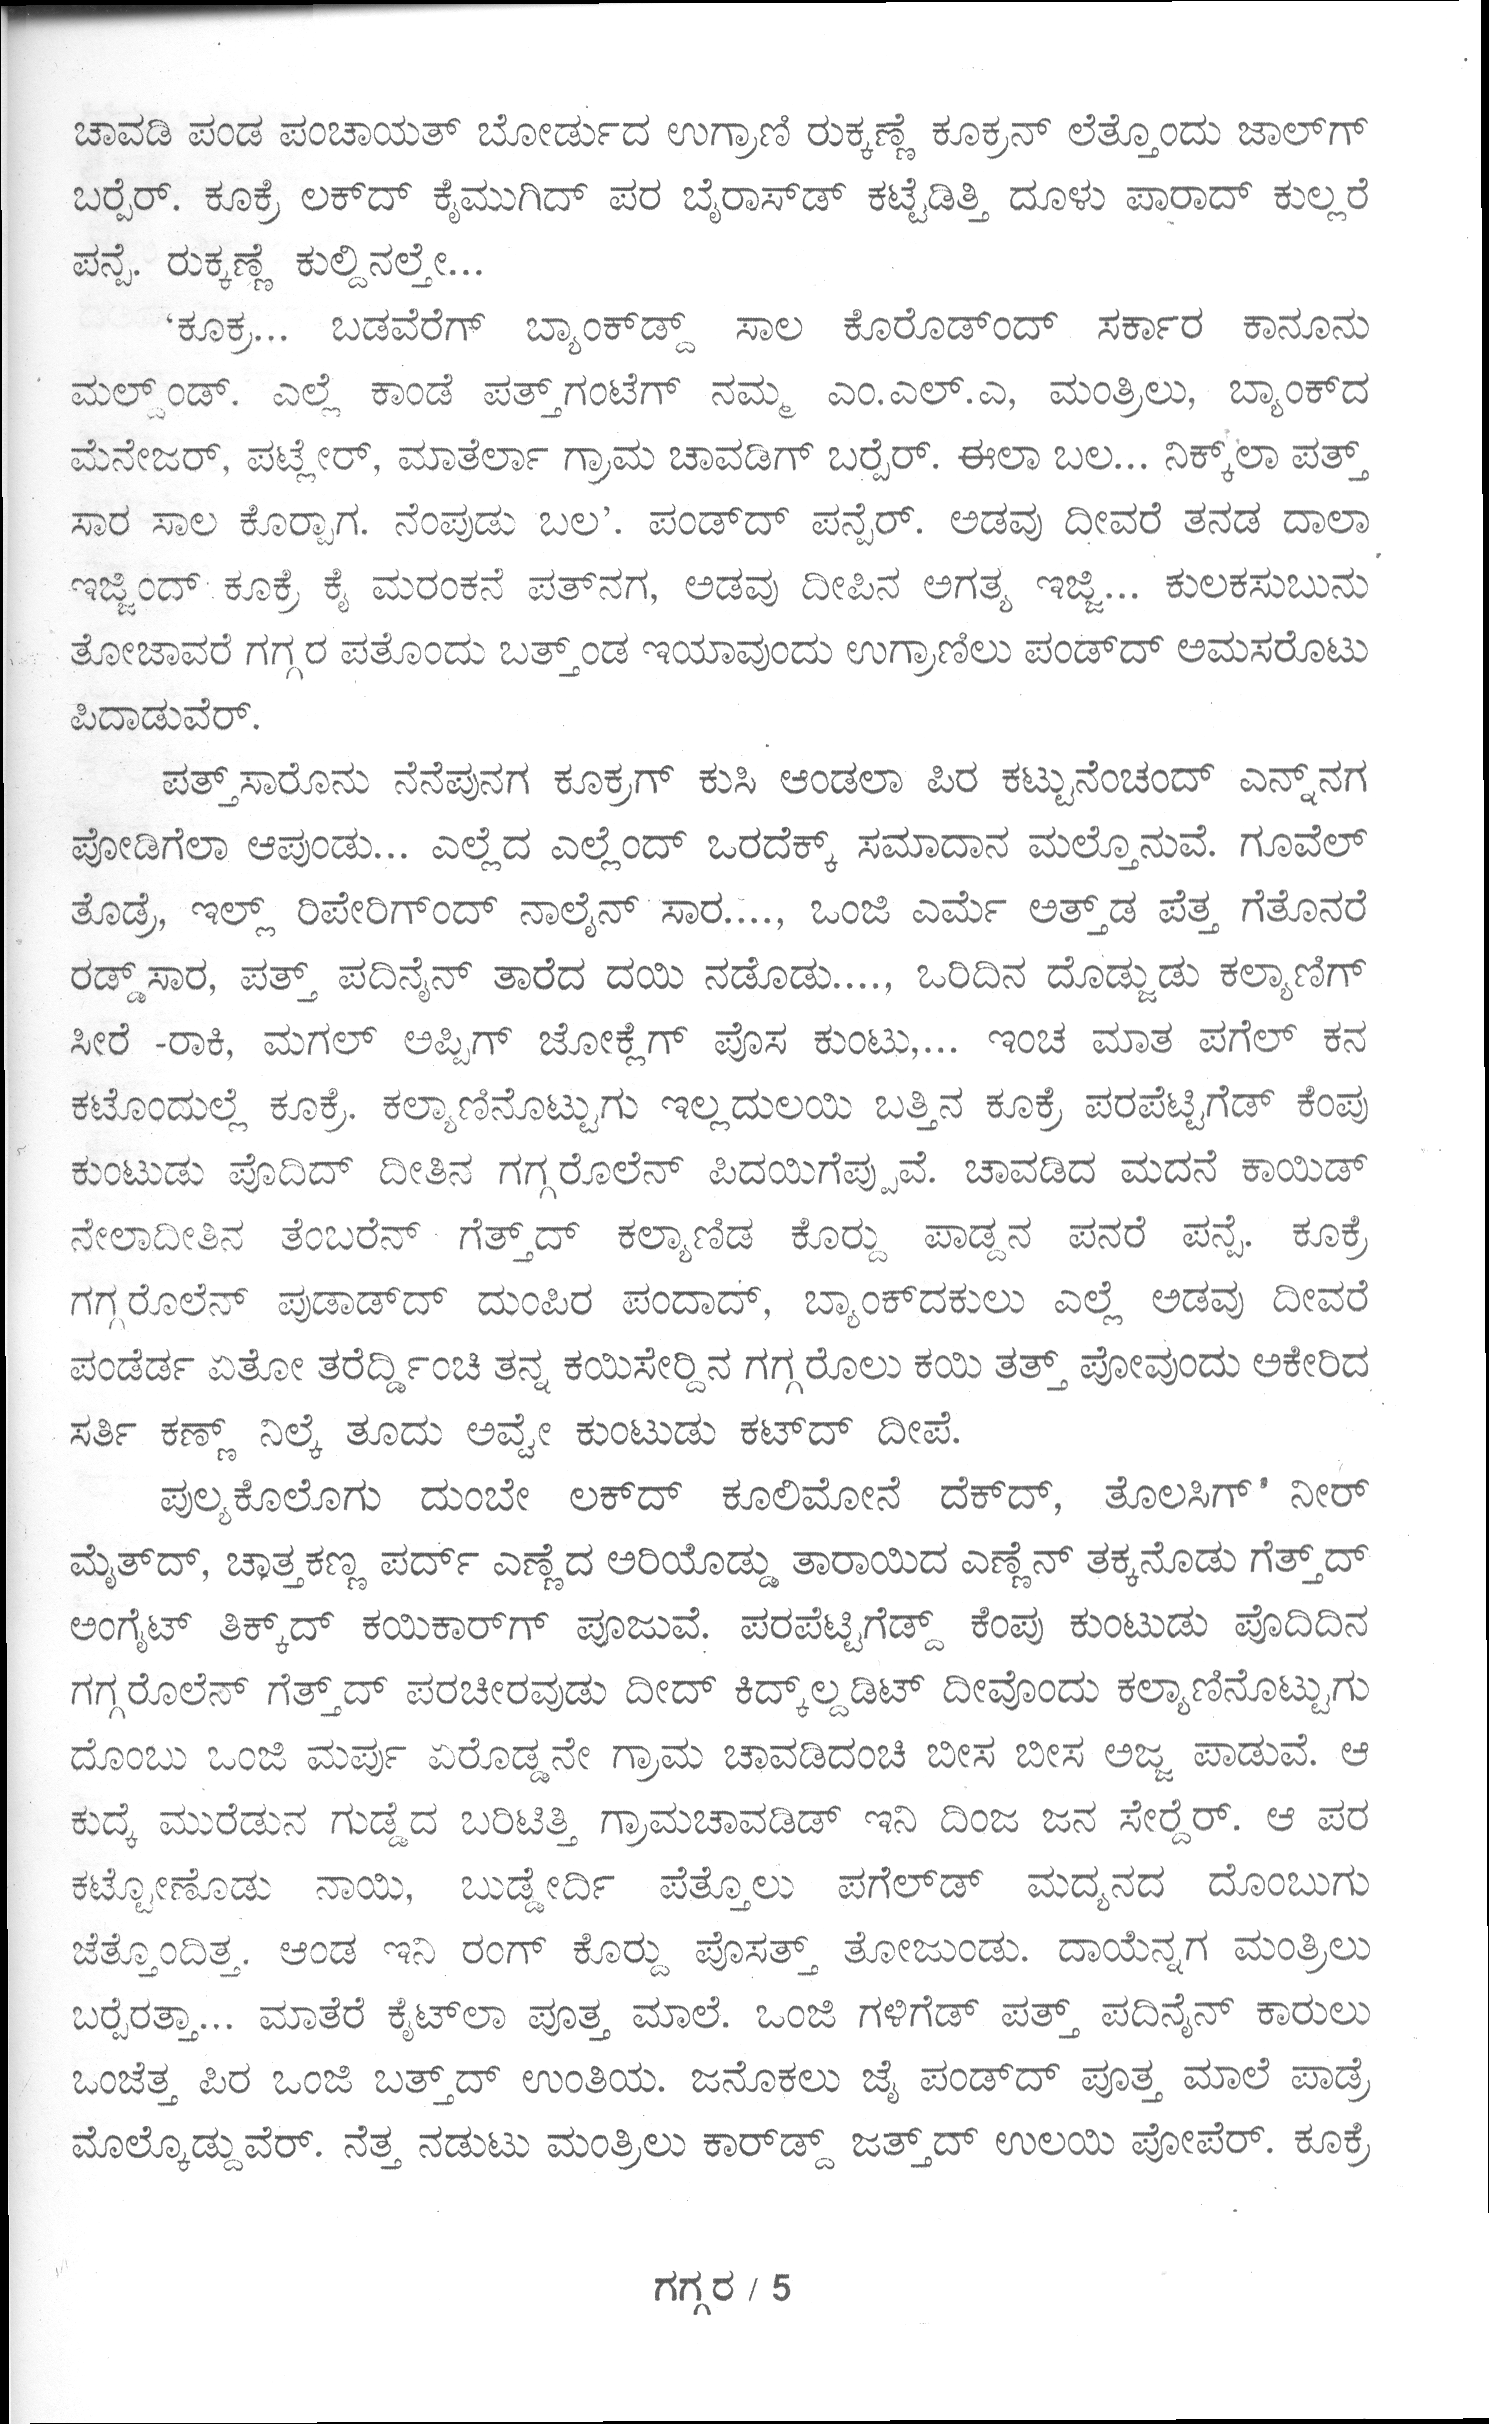 ಚಾವಡಿ ಪಂಡ ಪಂಚಾಯತ್ ಬೋರ್ಡುದ ಉಗ್ರಾಣಿ ರುಕ್ಕಣ್ಣೆ ಕೂಕ್ರನ್ ಲೆತ್ತೊಂದು ಜಾಲ್‌ಗ್
ಬರ‍್ಪೆರ್. ಕೂಕ್ರೆ ಲಕ್‌ದ್ ಕೈಮುಗಿದ್ ಪರ ಬೈರಾಸ್‌ಡ್ ಕಟ್ಟೆಡಿತ್ತಿ ದೂಳು ಪಾರಾದ್ ಕುಲ್ಲರೆ
ಪನ್ಪೆ. ರುಕ್ಕಣ್ಣೆ ಕುಲ್ದಿನಲ್ತೇ...
‘ಕೂಕ್ರ... ಬಡವೆರೆಗ್ ಬ್ಯಾಂಕ್‌ಡ್ದ್ ಸಾಲ ಕೊರೊಡ್‌ಂದ್ ಸರ್ಕಾರ ಕಾನೂನು
ಮಲ್ದ್‌ಂಡ್. ಎಲ್ಲೆ ಕಾಂಡೆ ಪತ್ತ್‌ಗಂಟೆಗ್ ನಮ್ಮ ಎಂ.ಎಲ್.ಎ, ಮಂತ್ರಿಲು, ಬ್ಯಾಂಕ್‌ದ
ಮೆನೇಜರ್, ಪಟ್ಲೇರ್, ಮಾತೆರ್ಲಾ ಗ್ರಾಮ ಚಾವಡಿಗ್ ಬರ‍್ಪೆರ್. ಈಲಾ ಬಲ... ನಿಕ್ಕ್‌ಲಾ ಪತ್ತ್
ಸಾರ ಸಾಲ ಕೊರ‍್ಪಾಗ. ನೆಂಪುಡು ಬಲ’. ಪಂಡ್‌ದ್ ಪನ್ಪೆರ್. ಅಡವು ದೀವರೆ ತನಡ ದಾಲಾ
ಇಜ್ಜಿಂದ್ ಕೂಕ್ರೆ ಕೈ ಮರಂಕನೆ ಪತ್‌ನಗ, ಅಡವು ದೀಪಿನ ಅಗತ್ಯ ಇಜ್ಜಿ... ಕುಲಕಸುಬುನು
ತೋಜಾವರೆ ಗಗ್ಗರ ಪತೊಂದು ಬತ್ತ್‌ಂಡ ಇಯಾವುಂದು ಉಗ್ರಾಣಿಲು ಪಂಡ್‌ದ್ ಅಮಸರೊಟು
ಪಿದಾಡುವೆರ್.
ಪತ್ತ್‌ಸಾರೊನು ನೆನೆಪುನಗ ಕೂಕ್ರಗ್ ಕುಸಿ ಆಂಡಲಾ ಪಿರ ಕಟ್ಟುನೆಂಚಂದ್ ಎನ್ನ್‌ನಗ
ಪೋಡಿಗೆಲಾ ಆಪುಂಡು... ಎಲ್ಲೆದ ಎಲ್ಲೆಂದ್ ಒರದೆಕ್ಕ್ ಸಮಾದಾನ ಮಲ್ತೊನುವೆ. ಗೂವೆಲ್
ತೊಡ್ರೆ, ಇಲ್ಲ್ ರಿಪೇರಿಗ್‌ಂದ್ ನಾಲೈನ್ ಸಾರ...., ಒಂಜಿ ಎರ್ಮೆ ಅತ್ತ್‌ಡ ಪೆತ್ತ ಗೆತೊನರೆ
ರಡ್ಡ್‌ಸಾರ, ಪತ್ತ್ ಪದಿನೈನ್ ತಾರೆದ ದಯಿ ನಡೊಡು...., ಒರಿದಿನ ದೊಡ್ಡುಡು ಕಲ್ಯಾಣಿಗ್
ಸೀರೆ -ರಾಕಿ, ಮಗಲ್ ಅಪ್ಪಿಗ್ ಜೋಕ್ಲೆಗ್ ಪೊಸ ಕುಂಟು,... ಇಂಚ ಮಾತ ಪಗೆಲ್ ಕನ
ಕಟೊಂದುಲ್ಲೆ ಕೂಕ್ರೆ. ಕಲ್ಯಾಣಿನೊಟ್ಟುಗು ಇಲ್ಲದುಲಯಿ ಬತ್ತಿನ ಕೂಕ್ರೆ ಪರಪೆಟ್ಟಿಗೆಡ್ ಕೆಂಪು
ಕುಂಟುಡು ಪೊದಿದ್ ದೀತಿನ ಗಗ್ಗರೊಲೆನ್ ಪಿದಯಿಗೆಪ್ಪುವೆ. ಚಾವಡಿದ ಮದನೆ ಕಾಯಿಡ್
ನೇಲಾದೀತಿನ ತೆಂಬರೆನ್ ಗೆತ್ತ್‌ದ್ ಕಲ್ಯಾಣಿಡ ಕೊರ‍್ದು ಪಾಡ್ದನ ಪನರೆ ಪನ್ಪೆ. ಕೂಕ್ರೆ
ಗಗ್ಗರೊಲೆನ್ ಪುಡಾಡ್‌ದ್ ದುಂಪಿರ ಪಂದಾದ್, ಬ್ಯಾಂಕ್‌ದಕುಲು ಎಲ್ಲೆ ಅಡವು ದೀವರೆ
ಪಂಡೆರ್ಡ ಏತೋ ತರೆರ್ದ್ದಿಂಚಿ ತನ್ನ ಕಯಿಸೇರ‍್ದಿನ ಗಗ್ಗರೊಲು ಕಯಿ ತತ್ತ್ ಪೋವುಂದು ಅಕೇರಿದ
ಸರ್ತಿ ಕಣ್ಣ್ ನಿಲ್ಕೆ ತೂದು ಅವ್ವೇ ಕುಂಟುಡು ಕಟ್‌ದ್ ದೀಪೆ.
ಪುಲ್ಯಕೊಲೊಗು ದುಂಬೇ ಲಕ್‌ದ್ ಕೂಲಿಮೋನೆ ದೆಕ್‌ದ್, ತೊಲಸಿಗ್ ನೀರ್
ಮೈತ್‌ದ್, ಚಾತ್ತಕಣ್ಣ ಪರ್ದ್ ಎಣ್ಣೆದ ಅರಿಯೊಡ್ದು ತಾರಾಯಿದ ಎಣ್ಣೆನ್ ತಕ್ಕನೊಡು ಗೆತ್ತ್‌ದ್
ಅಂಗೈಟ್ ತಿಕ್ಕ್‌ದ್ ಕಯಿಕಾರ್‌ಗ್ ಪೂಜುವೆ. ಪರಪೆಟ್ಟಿಗೆಡ್ದ್ ಕೆಂಪು ಕುಂಟುಡು ಪೊದಿದಿನ
ಗಗ್ಗರೊಲೆನ್ ಗೆತ್ತ್‌ದ್ ಪರಚೀರವುಡು ದೀದ್ ಕಿದ್ಕ್‌ಲ್ದಡಿಟ್ ದೀವೊಂದು ಕಲ್ಯಾಣಿನೊಟ್ಟುಗು
ದೊಂಬು ಒಂಜಿ ಮರ್ಪು ಏರೊಡ್ದನೇ ಗ್ರಾಮ ಚಾವಡಿದಂಚಿ ಬೀಸ ಬೀಸ ಅಜ್ಜ ಪಾಡುವೆ. ಆ
ಕುದ್ಕೆ ಮುರೆಡುನ ಗುಡ್ಡೆದ ಬರಿಟಿತ್ತಿ ಗ್ರಾಮಚಾವಡಿಡ್ ಇನಿ ದಿಂಜ ಜನ ಸೇರ‍್ದೆರ್. ಆ ಪರ
ಕಟ್ಟೋಣೊಡು ನಾಯಿ, ಬುಡ್ಡೇರ್ದಿ ಪೆತ್ತೊಲು ಪಗೆಲ್‌ಡ್ ಮದ್ಯನದ ದೊಂಬುಗು
ಜೆತ್ತೊಂದಿತ್ತ. ಆಂಡ ಇನಿ ರಂಗ್ ಕೊರ‍್ದು ಪೊಸತ್ತ್ ತೋಜುಂಡು. ದಾಯೆನ್ನಗ ಮಂತ್ರಿಲು
ಬರ‍್ಪೆರತ್ತಾ... ಮಾತೆರೆ ಕೈಟ್‌ಲಾ ಪೂತ್ತ ಮಾಲೆ. ಒಂಜಿ ಗಳಿಗೆಡ್ ಪತ್ತ್ ಪದಿನೈನ್ ಕಾರುಲು
ಒಂಜೆತ್ತ ಪಿರ ಒಂಜಿ ಬತ್ತ್‌ದ್ ಉಂತಿಯ. ಜನೊಕಲು ಜೈ ಪಂಡ್‌ದ್ ಪೂತ್ತ ಮಾಲೆ ಪಾಡ್ರೆ
ಮೊಲ್ಕೊಡ್ದುವೆರ್. ನೆತ್ತ ನಡುಟು ಮಂತ್ರಿಲು ಕಾರ್‌ಡ್ದ್ ಜತ್ತ್‌ದ್ ಉಲಯಿ ಪೋಪೆರ್. ಕೂಕ್ರೆ
ಗಗ್ಗರ / 5